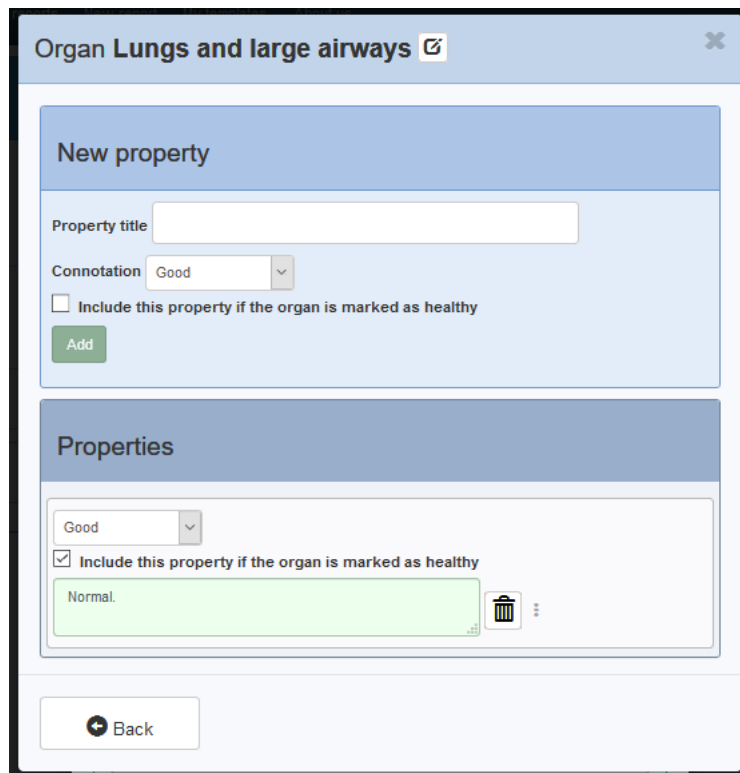 Organ Lungs and large airways
New property
Property title
Connotation Good
Include this property if the organ is marked as healthy
Add
Properties
Good
Include this property if the organ is marked as healthy
Normal.
Back